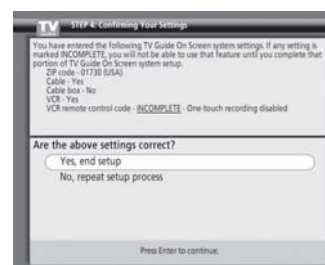 TV STEP 4: Confirming Your Settings
You have entered the following TV Guide On Screen system settings. If any setting is
marked INCOMPLETE, you will not be able to use that feature until you complete that
portion of TV Guide On Screen system setup.
ZIP code - 01730 (USA)
Cable - Yes
Cable box - No
VCR - Yes
VCR remote control code - INCOMPLETE - One-touch recording disabled
Are the above settings correct?
Yes, end setup
No, repeat setup process
Press Enter to continue.